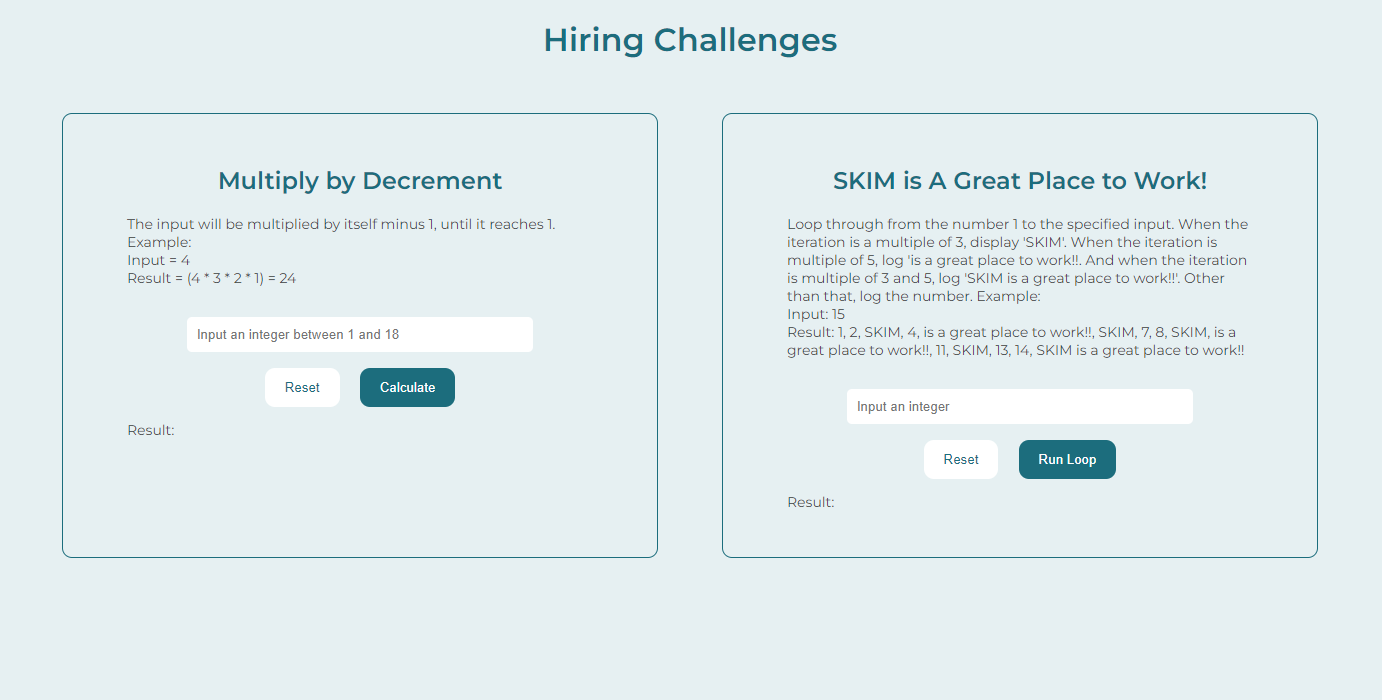 Hiring Challenges
Multiply by Decrement
The input will be multiplied by itself minus 1, until it reaches 1.
Example:
Input = 4
Result = (4 * 3 * 2 * 1) = 24
Input an integer between 1 and 18
Reset
Calculate
Result:
SKIM is A Great Place to Work!
Loop through from the number 1 to the specified input. When the
iteration is a multiple of 3, display 'SKIM'. When the iteration is
multiple of 5, log 'is a great place to work!!. And when the iteration
is multiple of 3 and 5, log 'SKIM is a great place to work!!'. Other
than that, log the number. Example:
Input: 15
Result: 1, 2, SKIM, 4, is a great place to work!!, SKIM, 7, 8, SKIM, is a
great place to work!!, 11, SKIM, 13, 14, SKIM is a great place to work!!
Input an integer
Reset
Run Loop
Result: